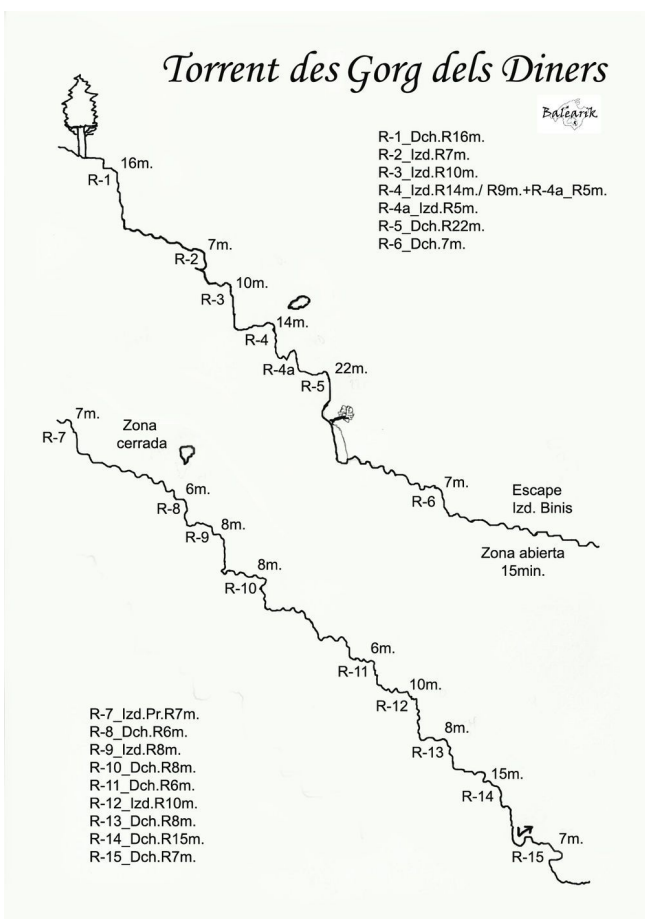 Torrent des Gorg dels Diners
Balearik
R-1_Dch.R16m.
R-2_Izd.R7m.
R-3_Izd.R10m.
R-4_Izd.R14m./ R9m.+R-4a_R5m.
R-4a_Izd.R5m.
R-5_Dch.R22m.
R-6_Dch.7m.
16m.
R-1
7m.
R-2
10m.
R-3
14m.
R-4
R-4a
22m.
R-5
7m.
R-6
Escape
Izd. Binis
Zona abierta
15min.
7m.
R-7
Zona
cerrada
6m.
R-8
8m.
R-9
8m.
R-10
6m.
R-11
10m.
R-12
8m.
R-13
15m.
R-14
7m.
R-15
R-7_Izd.Pr.R7m.
R-8_Dch.R6m.
R-9_Izd.R8m.
R-10_Dch.R8m.
R-11_Dch.R6m.
R-12_Izd.R10m.
R-13_Dch.R8m.
R-14_Dch.R15m.
R-15_Dch.R7m.